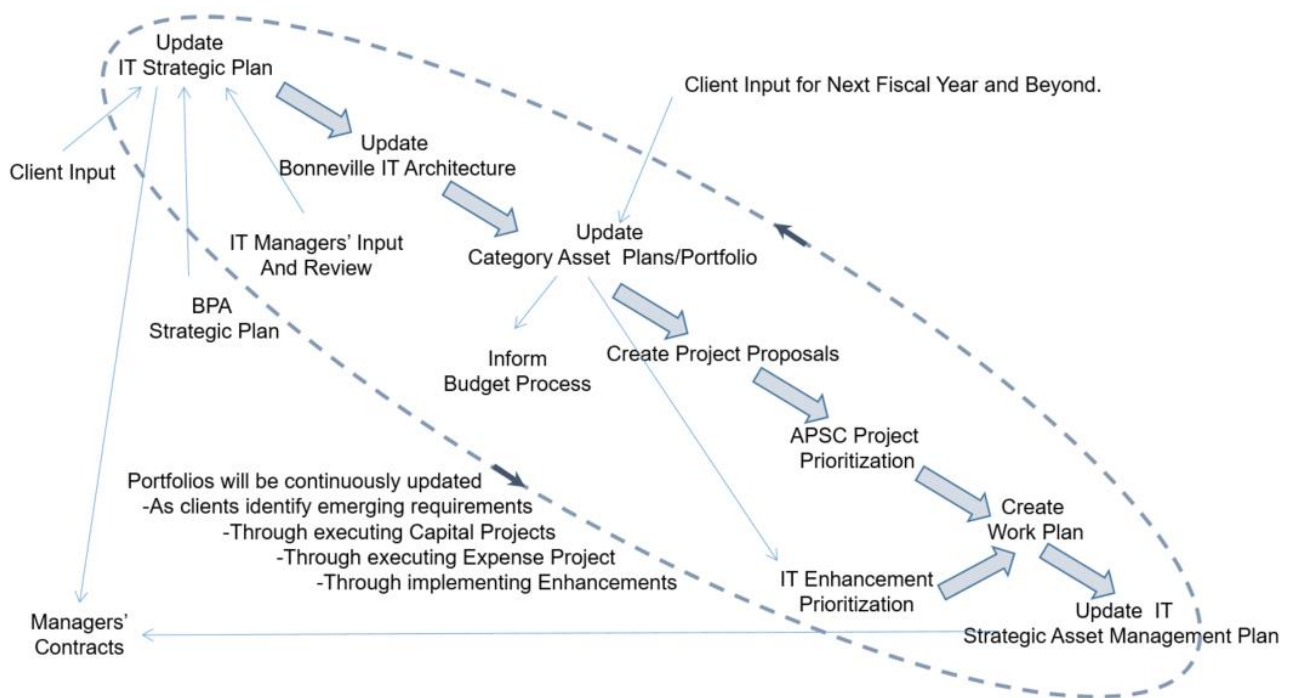 Update
IT Strategic Plan
Client Input for Next Fiscal Year and Beyond.
Update
Bonneville IT Architecture
Client Input
IT Managers' Input
And Review
Update
Category Asset Plans/Portfolio
BPA
Strategic Plan
Inform
Budget Process
Create Project Proposals
APSC Project
Prioritization
Portfolios will be continuously updated
-As clients identify emerging requirements
-Through executing Capital Projects
-Through executing Expense Project
-Through implementing Enhancements
Create
Work Plan
IT Enhancement
Prioritization
Update IT
Strategic Asset Management Plan
Managers'
Contracts